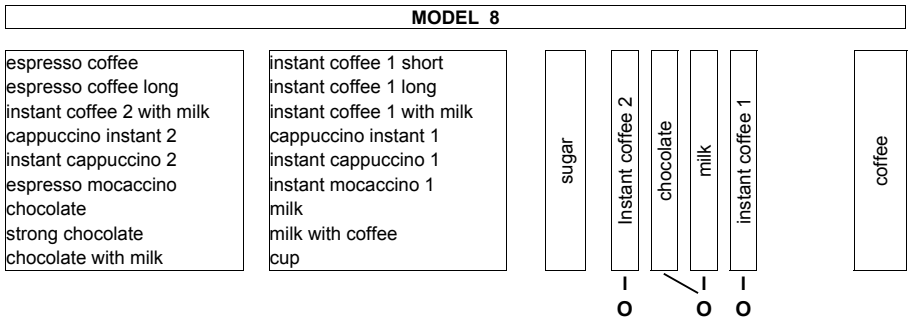 MODEL 8
espresso coffee
espresso coffee long
instant coffee 2 with milk
cappuccino instant 2
instant cappuccino 2
espresso mocaccino
chocolate
strong chocolate
chocolate with milk
instant coffee 1 short
instant coffee 1 long
instant coffee 1 with milk
cappuccino instant 1
instant cappuccino 1
instant mocaccino 1
milk
milk with coffee
cup
sugar
Instant coffee 2
chocolate
milk
instant coffee 1
coffee
I I I
O O O